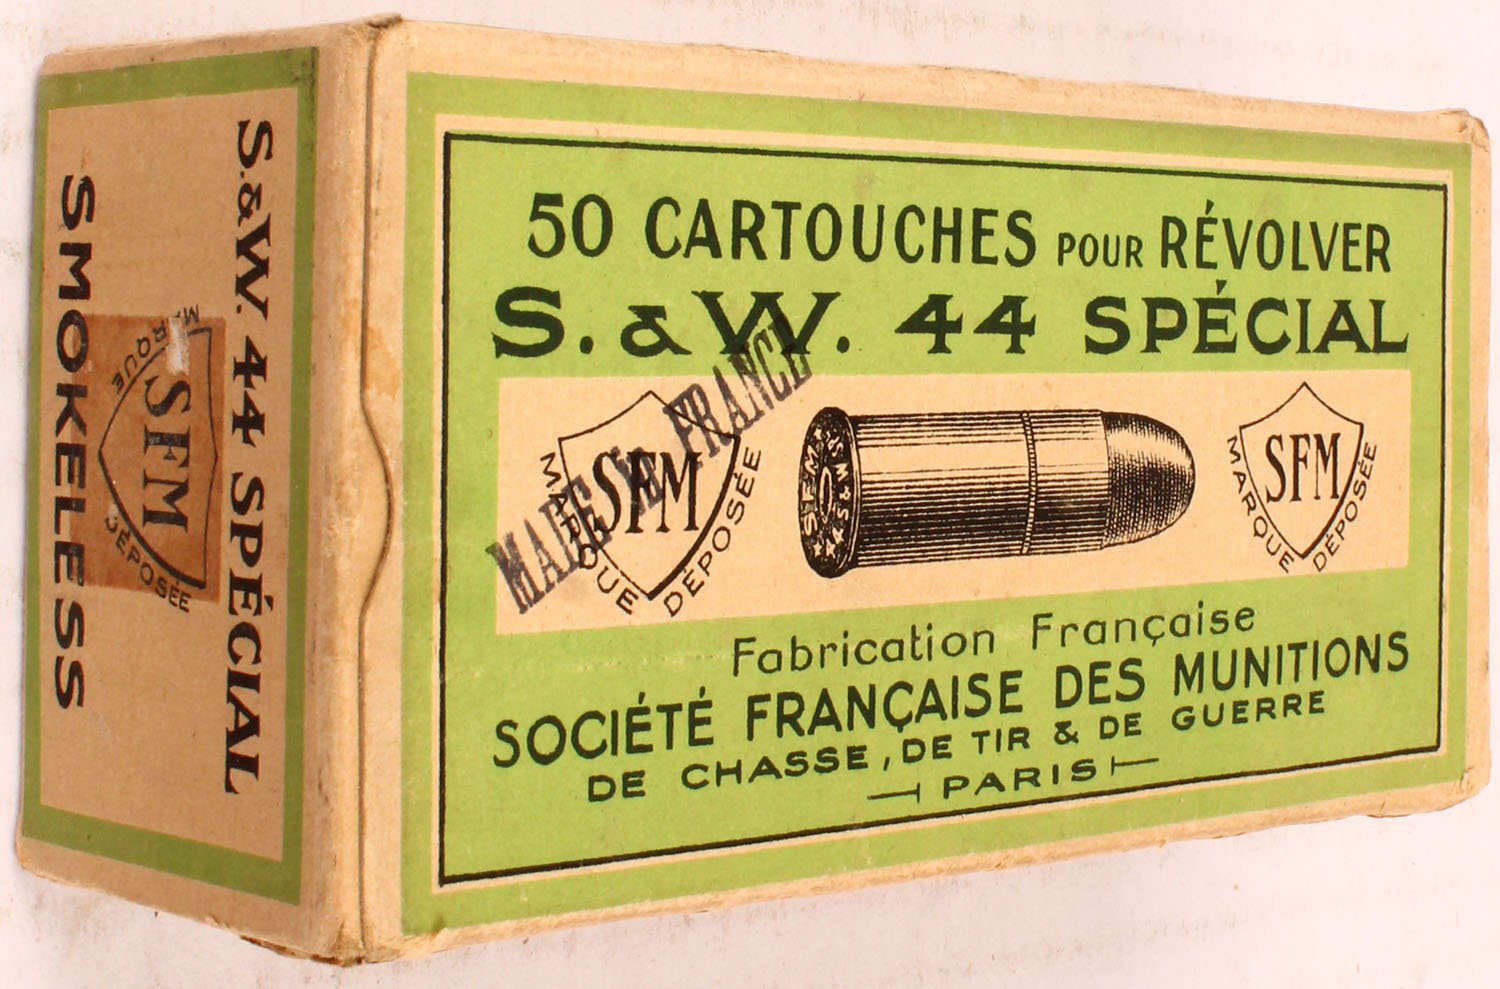 50 CARTOUCHES POUR RÉVOLVER
S. & W. 44 SPÉCIAL
MADE IN FRANCE
SFM
MARQUE DÉPOSÉE
SFM
S&W
SFM
MARQUE DÉPOSÉE
Fabrication Française
SOCIÉTÉ FRANÇAISE DES MUNITIONS
DE CHASSE, DE TIR & DE GUERRE
PARIS
S.&W. 44 SPÉCIAL
MARQUE DÉPOSÉE
SFM
SMOKELESS